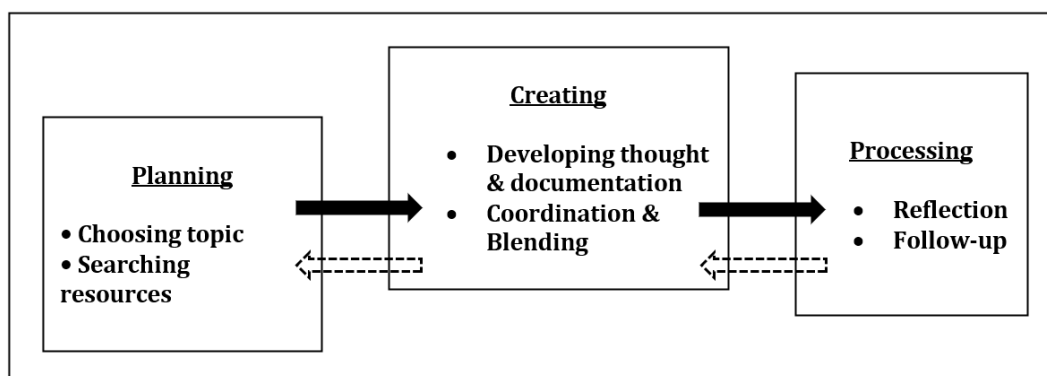 Planning
• Choosing topic
• Searching
resources
Creating
• Developing thought
& documentation
• Coordination &
Blending
Processing
• Reflection
• Follow-up